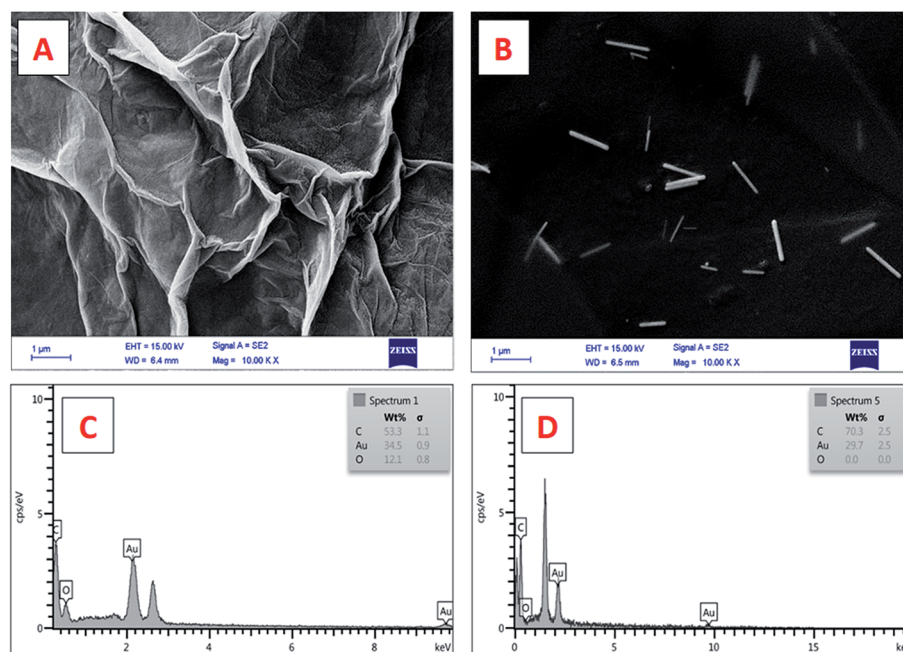 A
1 µm
EHT = 15.00 kV
Signal A = SE2
WD = 6.4 mm
Mag = 10.00 K X
ZEISS
B
1 µm
EHT = 15.00 kV
Signal A = SE2
WD = 6.5 mm
Mag = 10.00 K X
ZEISS
C
cps/eV
10
5
0
C
O
Au
Au
2
4
6
8
keV
Spectrum 1
Wt% σ
C 53.3 1.1
Au 34.5 0.9
O 12.1 0.8
D
cps/eV
10
5
0
C
O
Au
Au
0
5
10
15
Spectrum 5
Wt% σ
C 70.3 2.5
Au 29.7 2.5
O 0.0 0.0